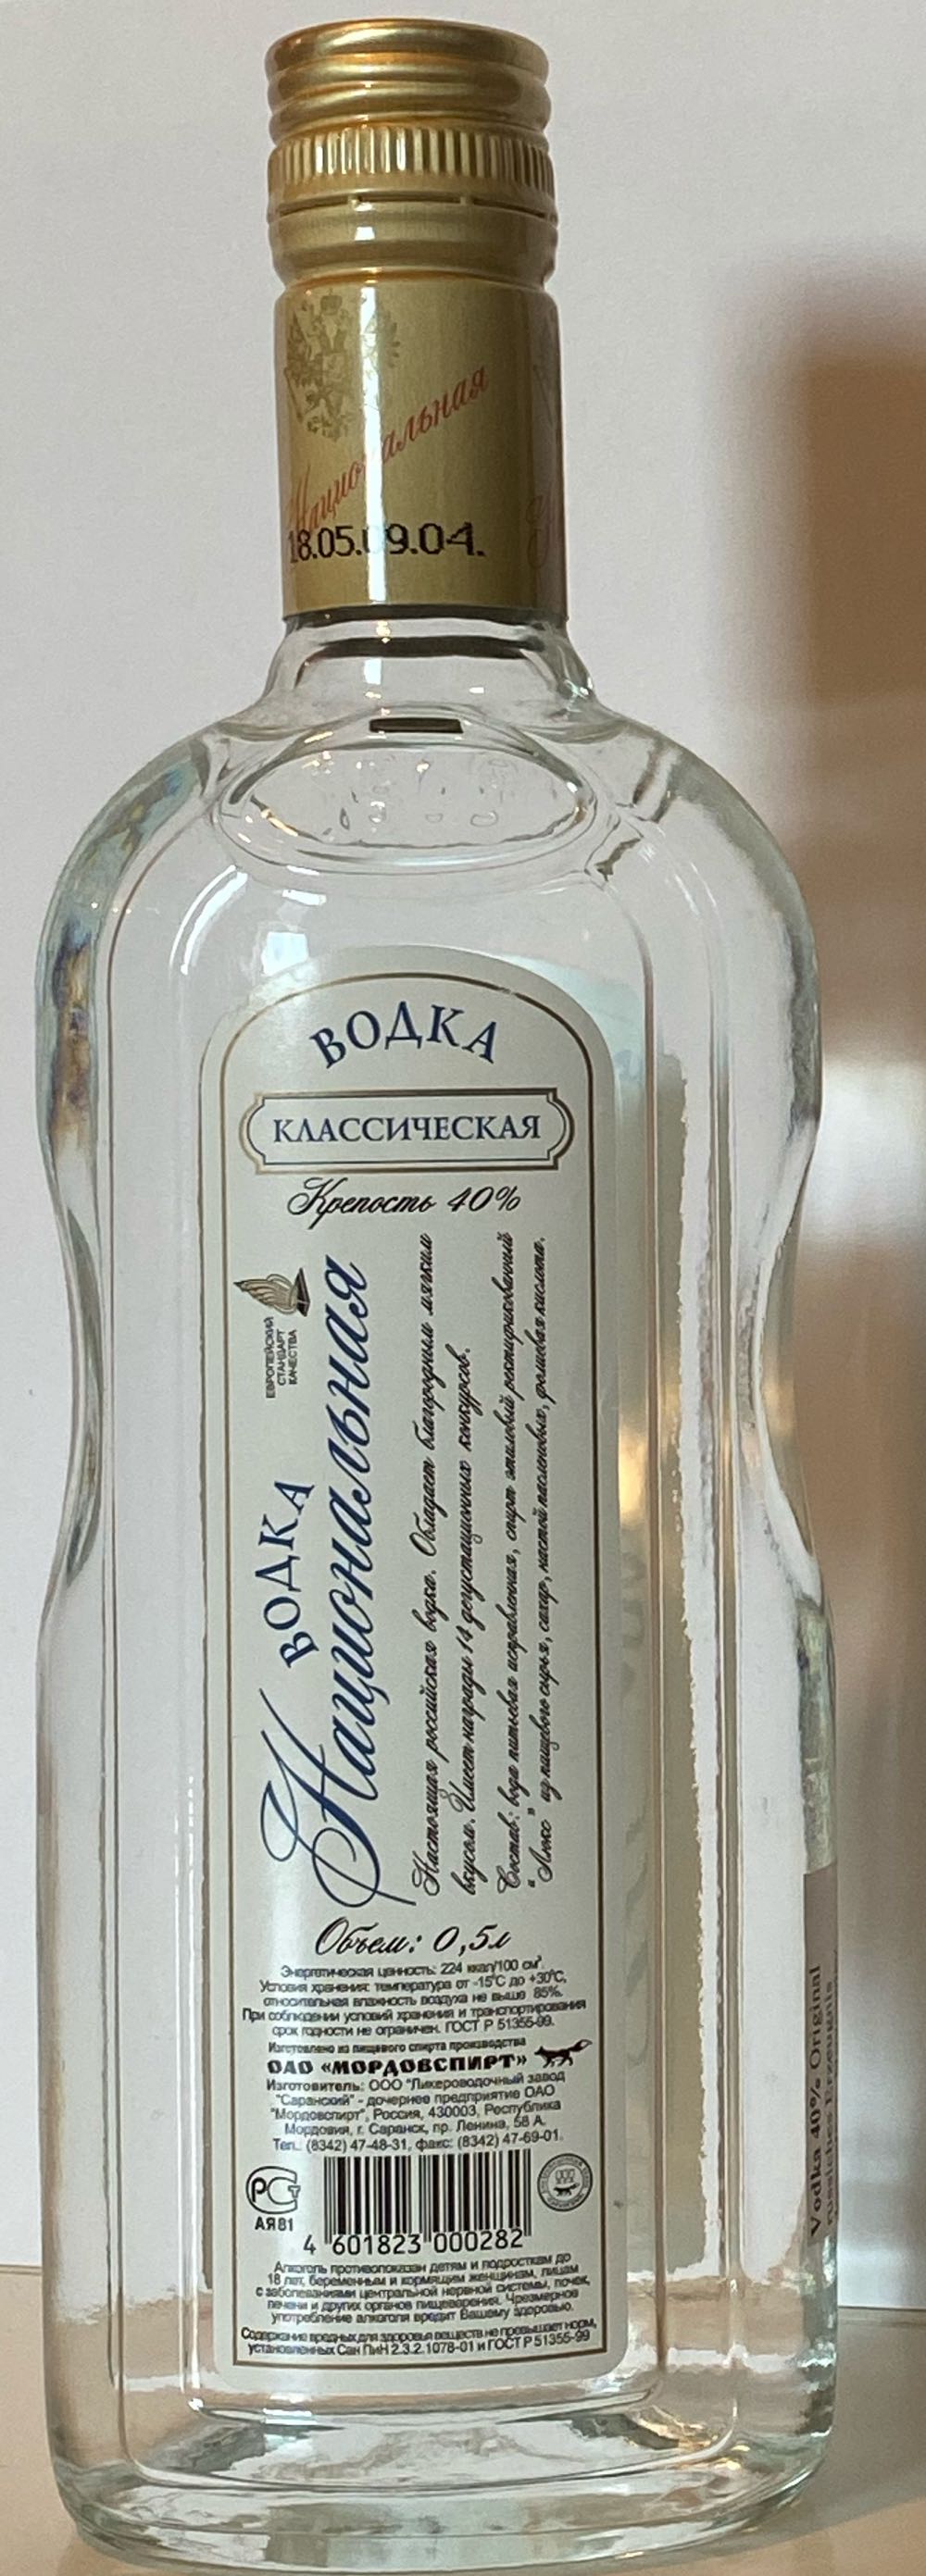 Национальная
18.05.09.04.
ВОДКА
КЛАССИЧЕСКАЯ
Крепость 40%
ЕВРОПЕЙСКИЙ
СТАНДАРТ
КАЧЕСТВА
ВОДКА
Национальная
Настоящая российская водка. Обладает благородным мягким
вкусом. Имеет награды 14 дегустационных конкурсов.
Состав: вода питьевая исправленная, спирт этиловый ректификованный
"Люкс" из пищевого сырья, сахар, настой фолиевая кислота.
Объем: 0,5л
Энергетическая ценность: 224 ккал/100 см³.
Условия хранения: температура от -15°С до +30°С,
относительная влажность воздуха не выше 85%.
При соблюдении условий хранения и транспортирования
срок годности не ограничен. ГОСТ Р 51355-99.
Изготовлено из пищевого спирта производства
ОАО «МОРДОВСПИРТ»
Изготовитель: ООО "Ликероводочный завод
"Саранский" - дочернее предприятие ОАО
"Мордовспирт", Россия, 430003, Республика
Мордовия, г. Саранск, пр. Ленина, 58 А.
Тел.: (8342) 47-48-31, факс: (8342) 47-69-01.
РСТ
АЯ81
4 601823 000282
Алкоголь противопоказан детям и подросткам до
18 лет, беременным и кормящим женщинам, лицам
с заболеваниями центральной нервной системы, почек,
печени и других органов пищеварения. Чрезмерное
употребление алкоголя вредит Вашему здоровью.
Содержание вредных для здоровья веществ не превышает норм,
установленных Сан ПиН 2.3.2.1078-01 и ГОСТ Р 51355-99
Vodka 40% Original
russisches Erzeugnis